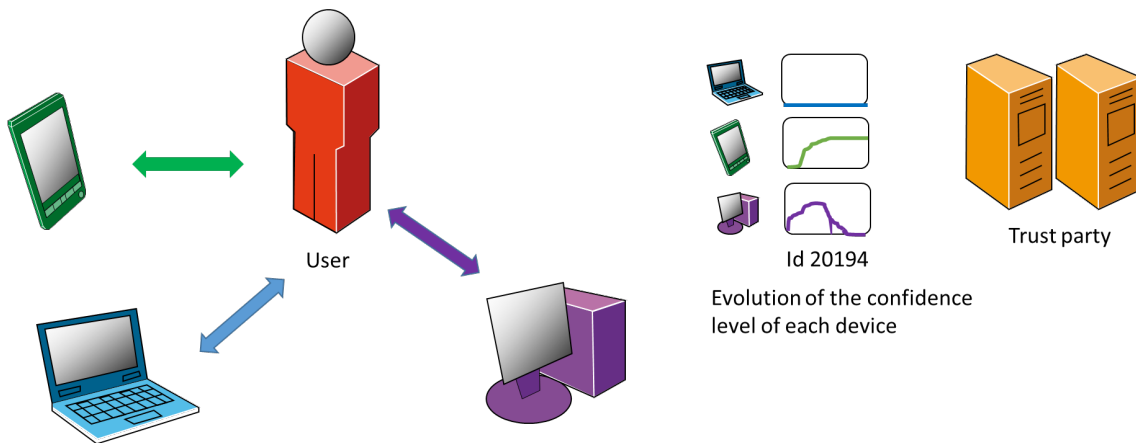 User
Id 20194
Trust party
Evolution of the confidence
level of each device